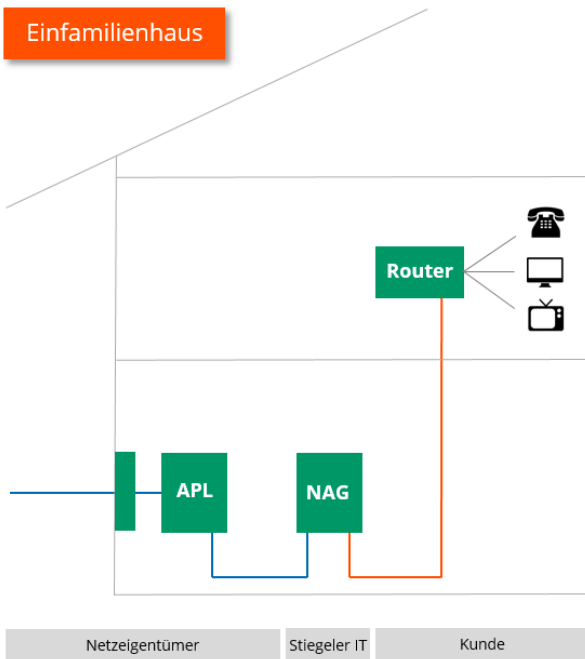 Einfamilienhaus
Router
APL
NAG
Netzeigentümer
Stiegeler IT
Kunde